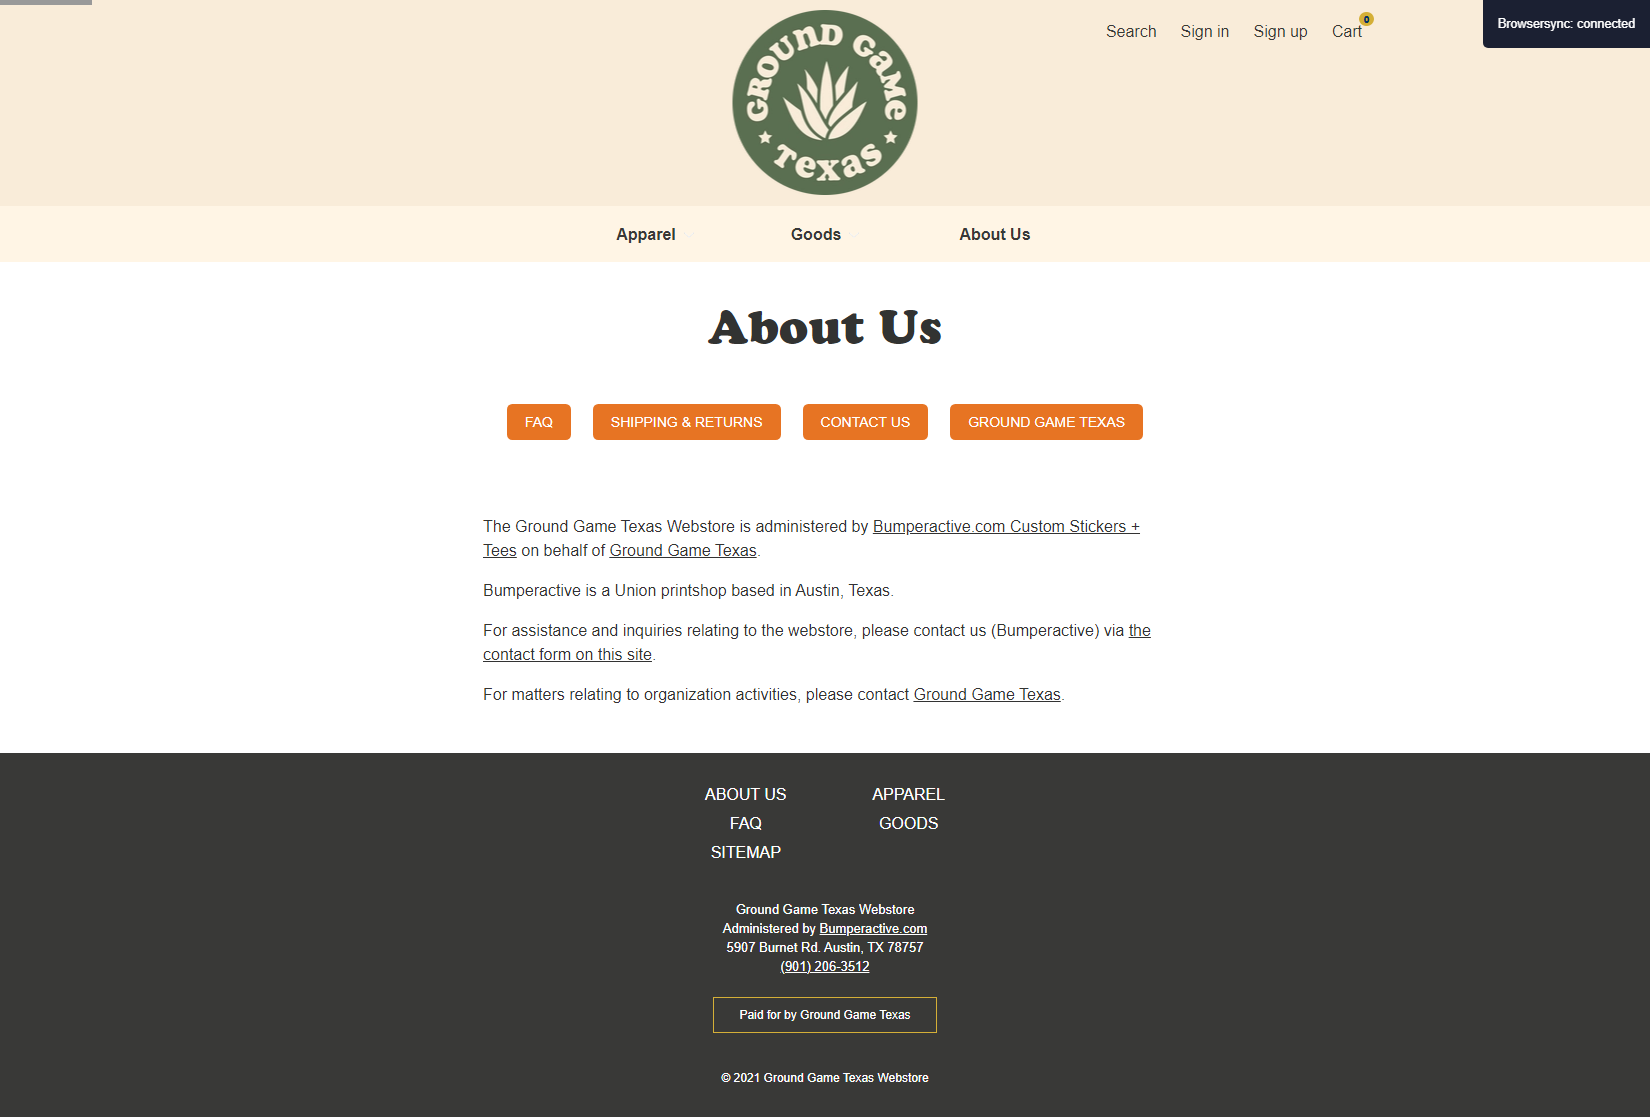 GROUND GAME
TEXAS
Search Sign in Sign up Cart 0
Browsersync: connected
Apparel Goods About Us
About Us
FAQ SHIPPING & RETURNS CONTACT US GROUND GAME TEXAS
The Ground Game Texas Webstore is administered by Bumperactive.com Custom Stickers +
Tees on behalf of Ground Game Texas.
Bumperactive is a Union printshop based in Austin, Texas.
For assistance and inquiries relating to the webstore, please contact us (Bumperactive) via the
contact form on this site.
For matters relating to organization activities, please contact Ground Game Texas.
ABOUT US APPAREL
FAQ GOODS
SITEMAP
Ground Game Texas Webstore
Administered by Bumperactive.com
5907 Burnet Rd. Austin, TX 78757
(901) 206-3512
Paid for by Ground Game Texas
© 2021 Ground Game Texas Webstore